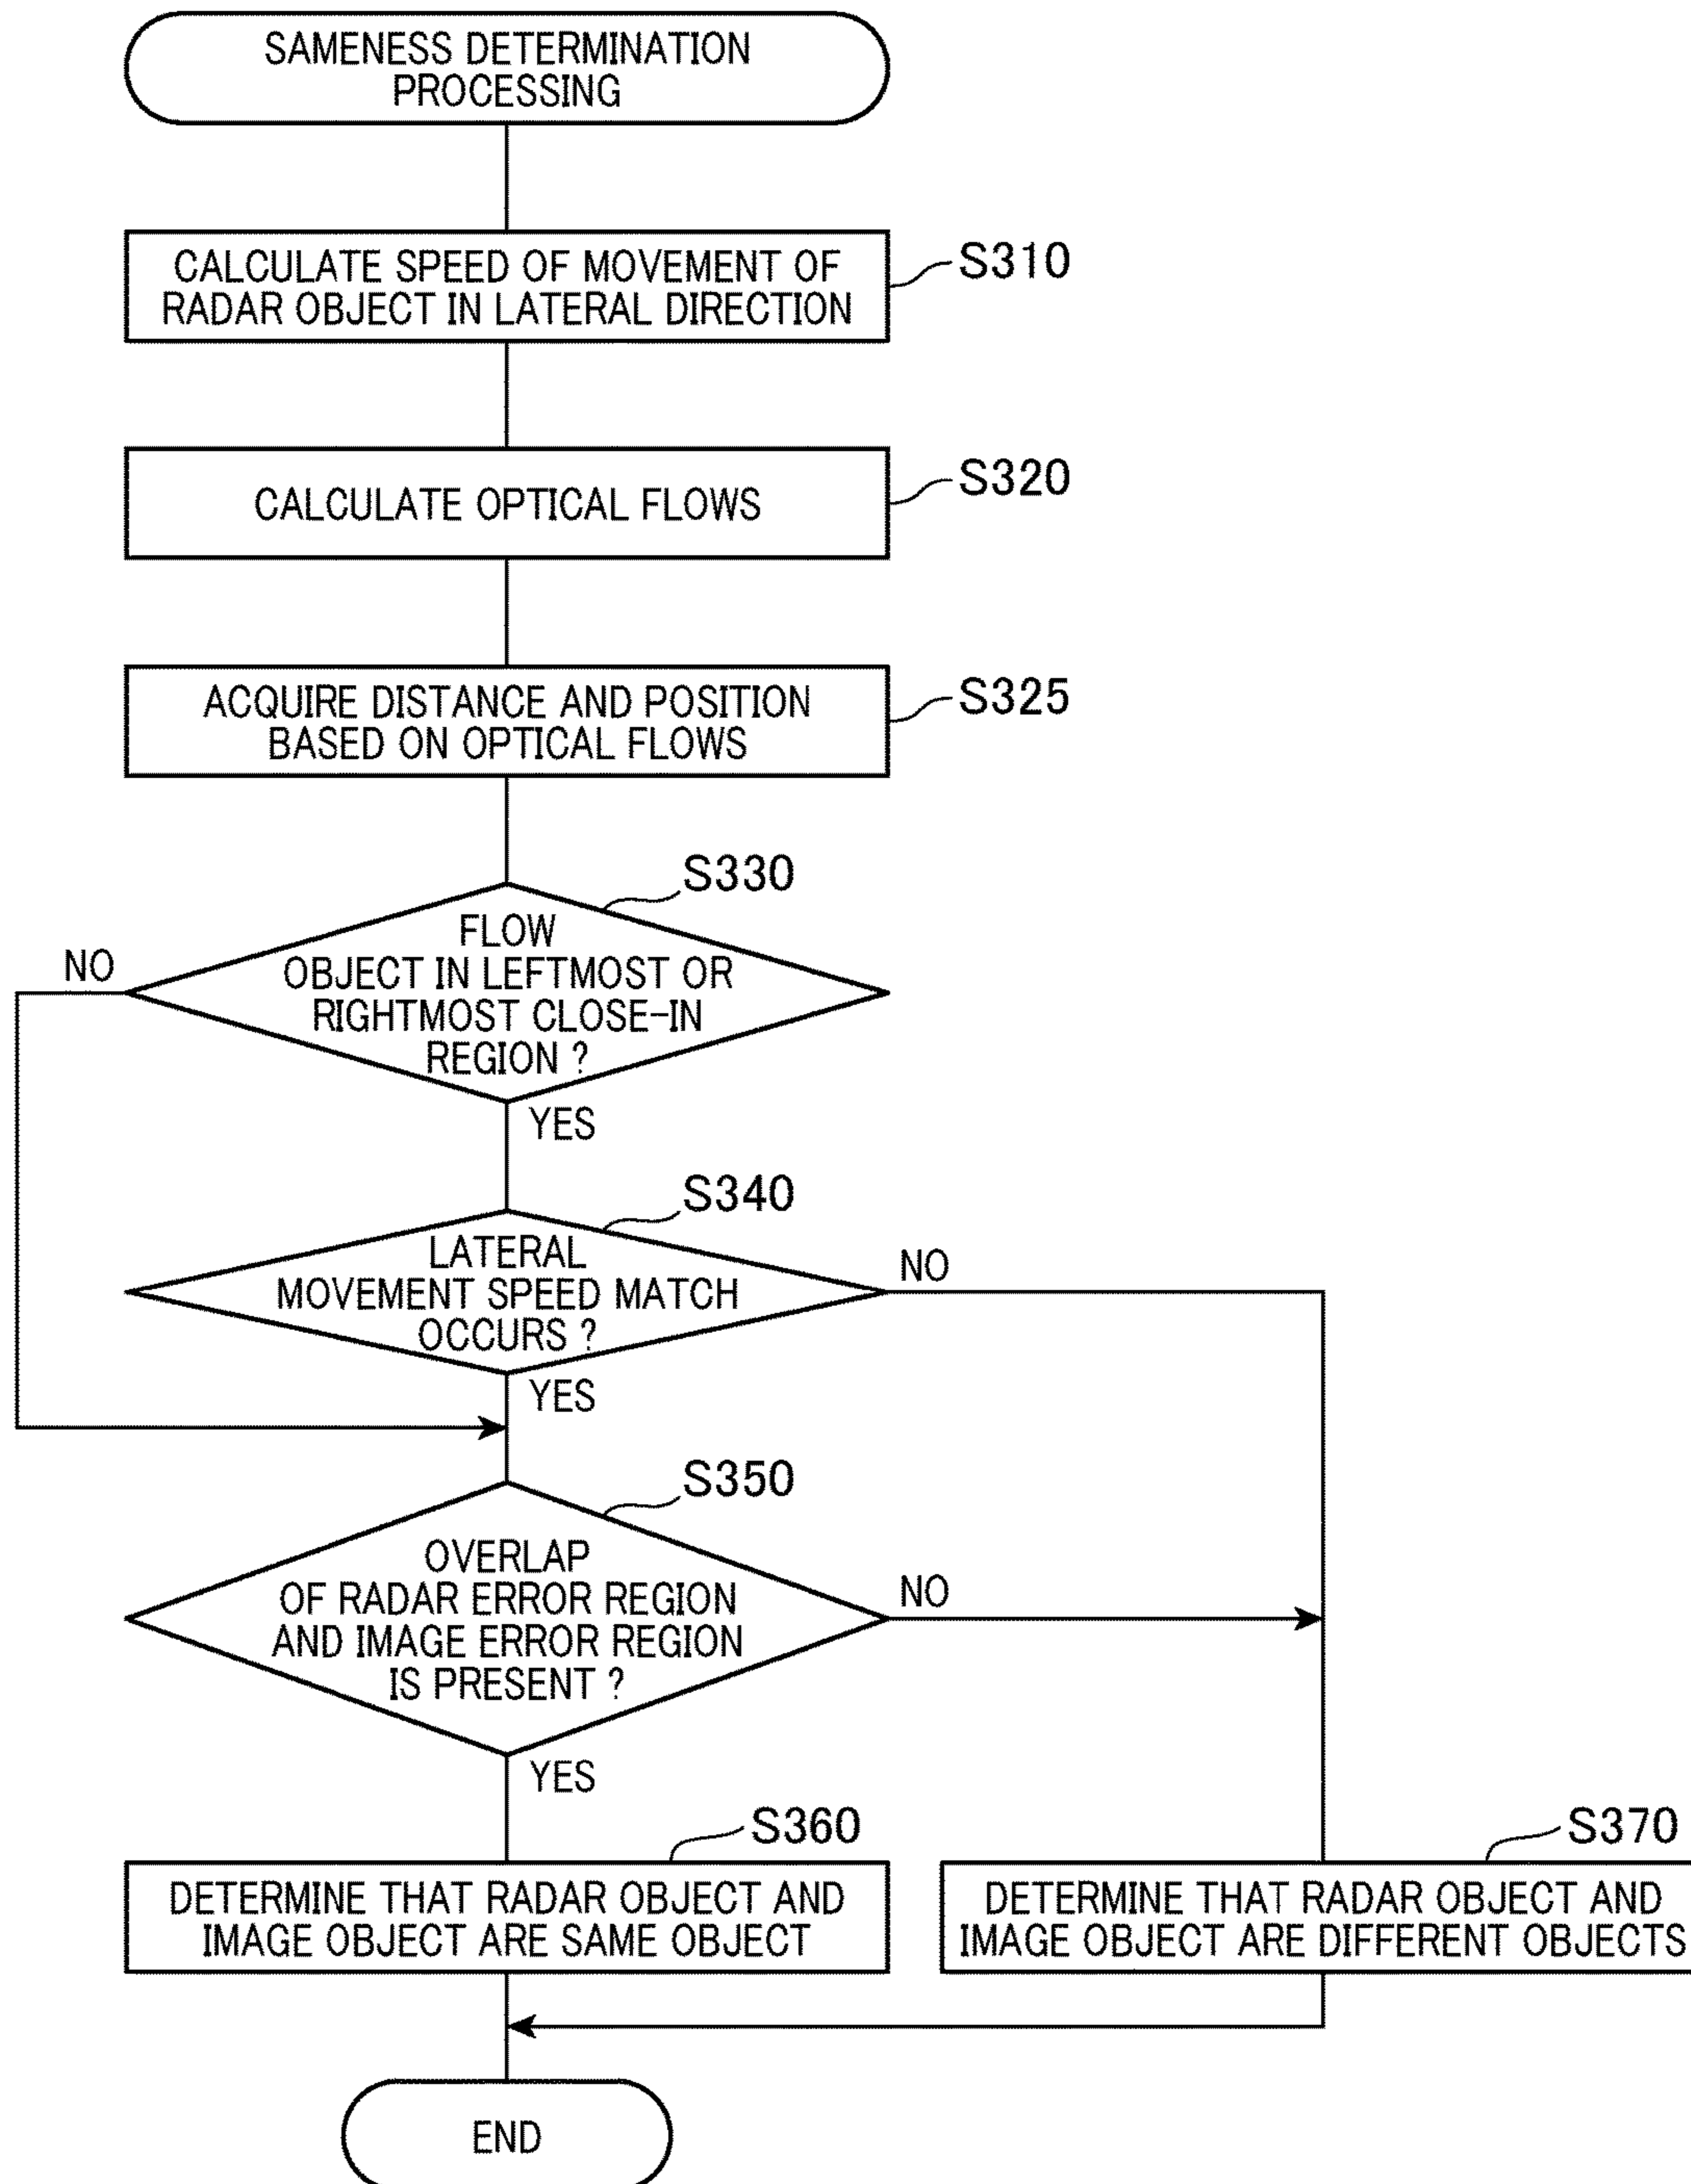 SAMENESS DETERMINATION
PROCESSING
CALCULATE SPEED OF MOVEMENT OF
RADAR OBJECT IN LATERAL DIRECTION
S310
CALCULATE OPTICAL FLOWS
S320
ACQUIRE DISTANCE AND POSITION
BASED ON OPTICAL FLOWS
S325
S330
FLOW
OBJECT IN LEFTMOST OR
RIGHTMOST CLOSE-IN
REGION ?
NO
YES
S340
LATERAL
MOVEMENT SPEED MATCH
OCCURS ?
NO
YES
S350
OVERLAP
OF RADAR ERROR REGION
AND IMAGE ERROR REGION
IS PRESENT ?
NO
YES
S360
DETERMINE THAT RADAR OBJECT AND
IMAGE OBJECT ARE SAME OBJECT
S370
DETERMINE THAT RADAR OBJECT AND
IMAGE OBJECT ARE DIFFERENT OBJECTS
END